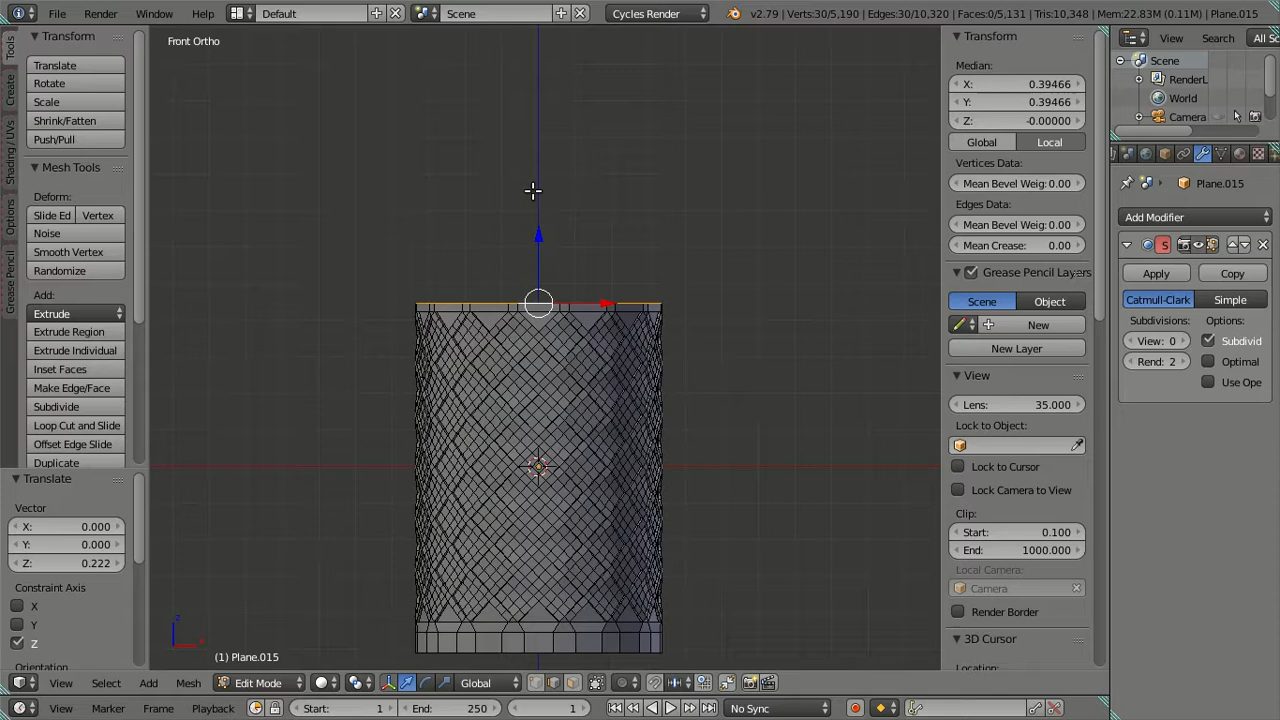 File Render Window Help Default Scene Cycles Render v2.79 | Verts:30/5,190 | Edges:30/10,320 | Faces:0/5,131 | Tris:10,348 | Mem:22.83M (0.11M) | Plane.015
Tools
Create
Shading / UVs
Options
Grease Pencil
Transform
Translate
Rotate
Scale
Shrink/Fatten
Push/Pull
Mesh Tools
Deform:
Slide Ed Vertex
Noise
Smooth Vertex
Randomize
Add:
Extrude
Extrude Region
Extrude Individual
Inset Faces
Make Edge/Face
Subdivide
Loop Cut and Slide
Offset Edge Slide
Duplicate
Translate
Vector
X: 0.000
Y: 0.000
Z: 0.222
Constraint Axis
X
Y
Z
Orientation
Front Ortho
z
(1) Plane.015
Transform
Median:
X: 0.39466
Y: 0.39466
Z: -0.00000
Global Local
Vertices Data:
Mean Bevel Weig: 0.00
Edges Data:
Mean Bevel Weig: 0.00
Mean Crease: 0.00
Grease Pencil Layers
Scene Object
New
New Layer
View
Lens: 35.000
Lock to Object:
Lock to Cursor
Lock Camera to View
Clip:
Start: 0.100
End: 1000.000
Local Camera:
Camera
Render Border
3D Cursor
Location:
View Search All Sc
Scene
RenderL
World
Camera
Plane.015
Add Modifier
S
Apply Copy
Catmull-Clark Simple
Subdivisions: Options:
View: 0 Subdivid
Rend: 2 Optimal
Use Ope
View Select Add Mesh Edit Mode Global
View Marker Frame Playback Start: 1 End: 250 1 No Sync